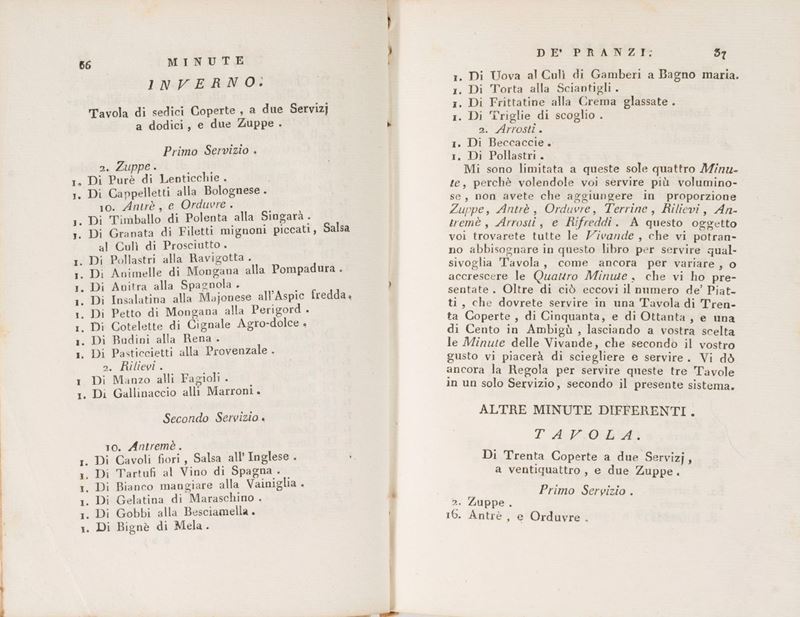 66
MINUTE
INVERNO.
Tavola di sedici Coperte , a due Servizj
a dodici , e due Zuppe .
Primo Servizio .
2. Zuppe .
1. Di Purè di Lenticchie .
1. Di Cappelletti alla Bolognese .
10. Antrè , e Orduvre .
1. Di Timballo di Polenta alla Singarà .
1. Di Granata di Filetti mignoni piccati, Salsa
al Culì di Prosciutto .
1. Di Pollastri alla Ravigotta .
1. Di Animelle di Mongana alla Pompadura .
1. Di Anitra alla Spagnola .
1. Di Insalatina alla Majonese all'Aspic fredda.
1. Di Petto di Mongana alla Perigord .
1. Di Cotelette di Cignale Agro-dolce .
1. Di Budini alla Rena .
1. Di Pasticcietti alla Provenzale .
2. Rilievi .
1 Di Manzo alli Fagioli .
1. Di Gallinaccio alli Marroni .
Secondo Servizio .
10. Antremè .
1. Di Cavoli fiori , Salsa all' Inglese .
1. Di Tartufi al Vino di Spagna .
1. Di Bianco mangiare alla Vainiglia .
1. Di Gelatina di Maraschino .
1. Di Gobbi alla Besciamella .
1. Di Bignè di Mela .
DE' PRANZI.
37
1. Di Uova al Culì di Gamberi a Bagno maria.
1. Di Torta alla Sciantiglì .
1. Di Frittatine alla Crema glassate .
1. Di Triglie di scoglio .
2. Arrosti .
1. Di Beccaccie .
1. Di Pollastri .
Mi sono limitata a queste sole quattro Minu-
te , perchè volendole voi servire più volumino-
se , non avete che aggiungere in proporzione
Zuppe , Antrè , Orduvre , Terrine , Rilievi , An-
tremè , Arrosti , e Rifreddi . A questo oggetto
voi trovarete tutte le Vivande , che vi potran-
no abbisognare in questo libro per servire qual-
sivoglia Tavola , come ancora per variare , o
accrescere le Quattro Minute , che vi ho pre-
sentate . Oltre di ciò eccovi il numero de' Piat-
ti , che dovrete servire in una Tavola di Tren-
ta Coperte , di Cinquanta, e di Ottanta , e una
di Cento in Ambigù , lasciando a vostra scelta
le Minute delle Vivande, che secondo il vostro
gusto vi piacerà di sciegliere e servire . Vi dò
ancora la Regola per servire queste tre Tavole
in un solo Servizio, secondo il presente sistema.
ALTRE MINUTE DIFFERENTI .
TAVOLA.
Di Trenta Coperte a due Servizj ,
a ventiquattro , e due Zuppe .
Primo Servizio .
2. Zuppe .
16. Antrè , e Orduvre .